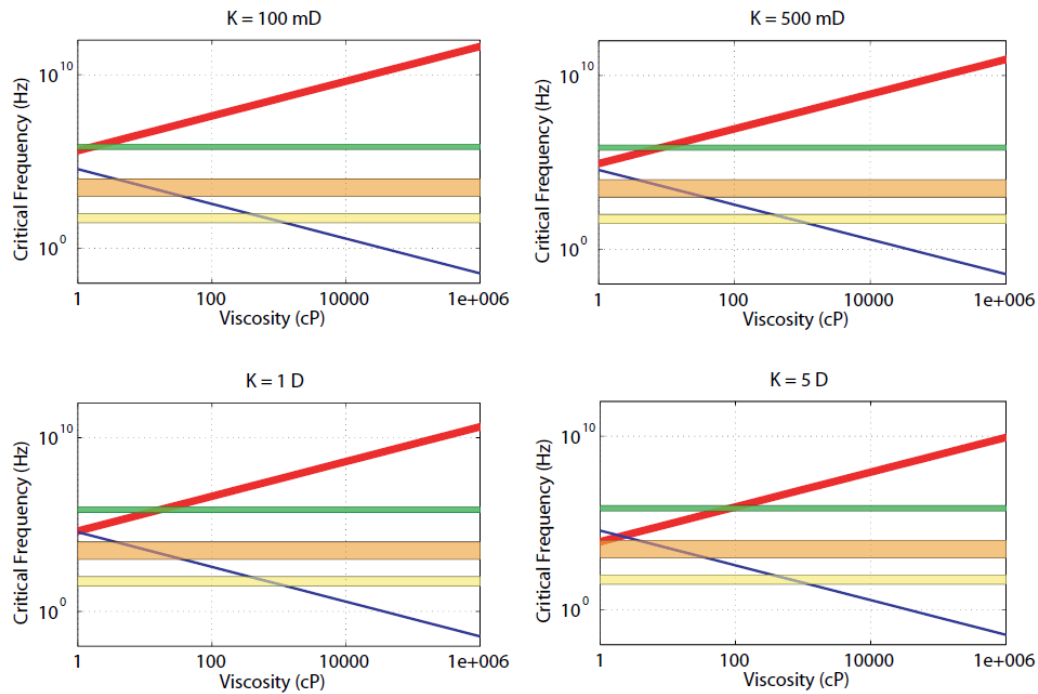 K = 100 mD
Critical Frequency (Hz)
10^10
10^0
1 100 10000 1e+006
Viscosity (cP)
K = 500 mD
Critical Frequency (Hz)
10^10
10^0
1 100 10000 1e+006
Viscosity (cP)
K = 1 D
Critical Frequency (Hz)
10^10
10^0
1 100 10000 1e+006
Viscosity (cP)
K = 5 D
Critical Frequency (Hz)
10^10
10^0
1 100 10000 1e+006
Viscosity (cP)